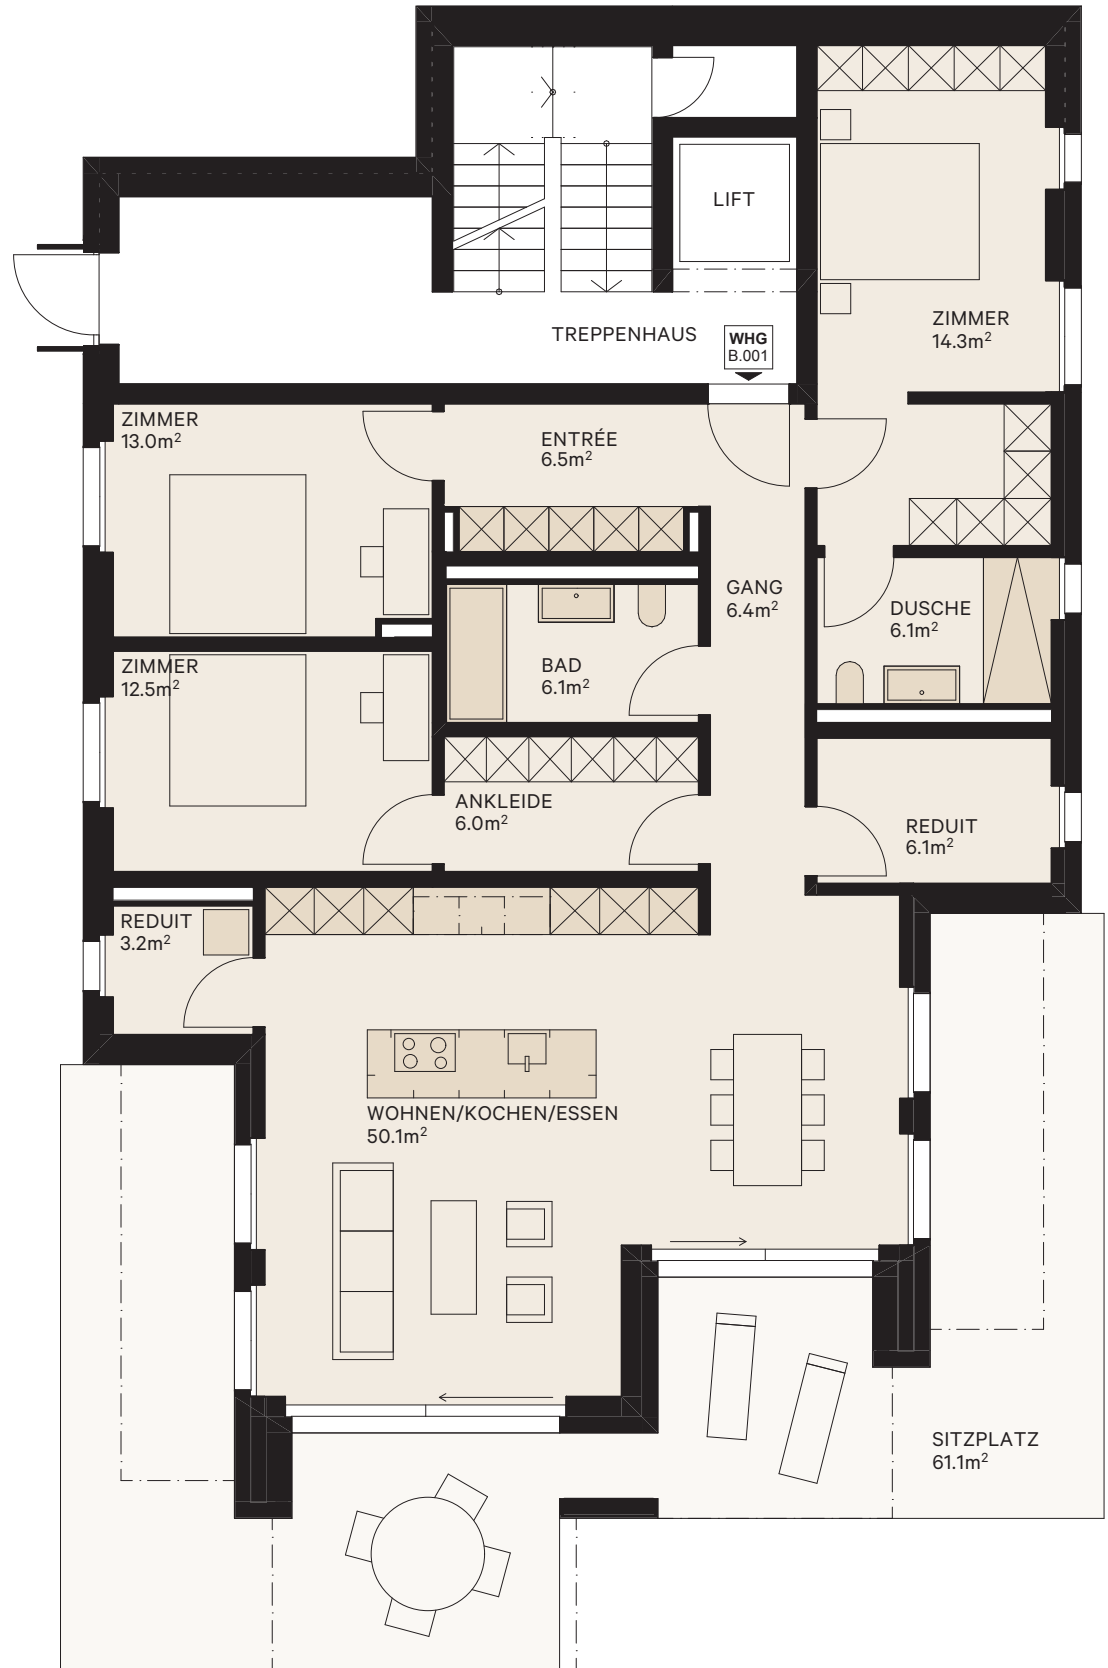 LIFT
ZIMMER
14.3m²
TREPPENHAUS
WHG
B.001
ZIMMER
13.0m²
ENTRÉE
6.5m²
GANG
6.4m²
DUSCHE
6.1m²
ZIMMER
12.5m²
BAD
6.1m²
ANKLEIDE
6.0m²
REDUIT
6.1m²
REDUIT
3.2m²
WOHNEN/KOCHEN/ESSEN
50.1m²
SITZPLATZ
61.1m²